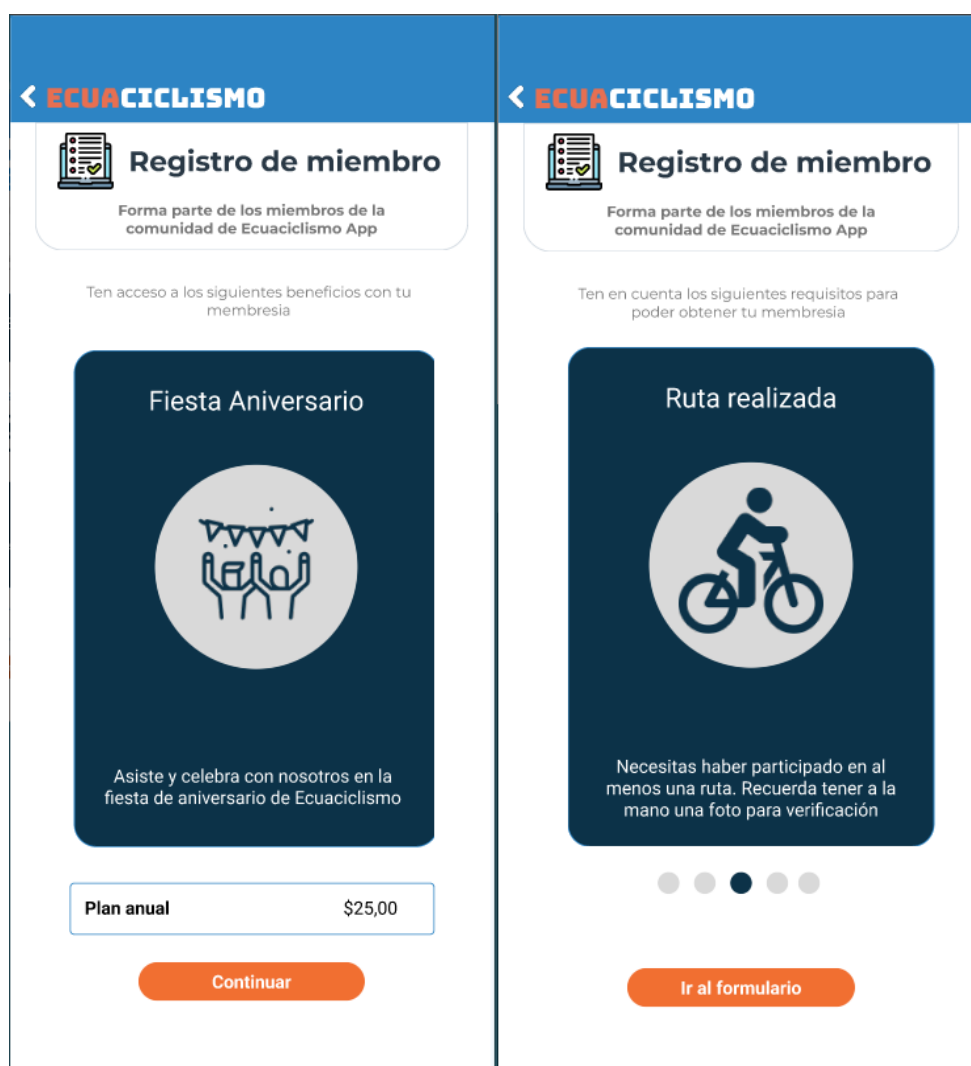 ECUACICLISMO
Registro de miembro
Forma parte de los miembros de la
comunidad de Ecuaciclismo App
Ten acceso a los siguientes beneficios con tu
membresia
Fiesta Aniversario
Asiste y celebra con nosotros en la
fiesta de aniversario de Ecuaciclismo
Plan anual $25,00
Continuar
ECUACICLISMO
Registro de miembro
Forma parte de los miembros de la
comunidad de Ecuaciclismo App
Ten en cuenta los siguientes requisitos para
poder obtener tu membresia
Ruta realizada
Necesitas haber participado en al
menos una ruta. Recuerda tener a la
mano una foto para verificación
Ir al formulario